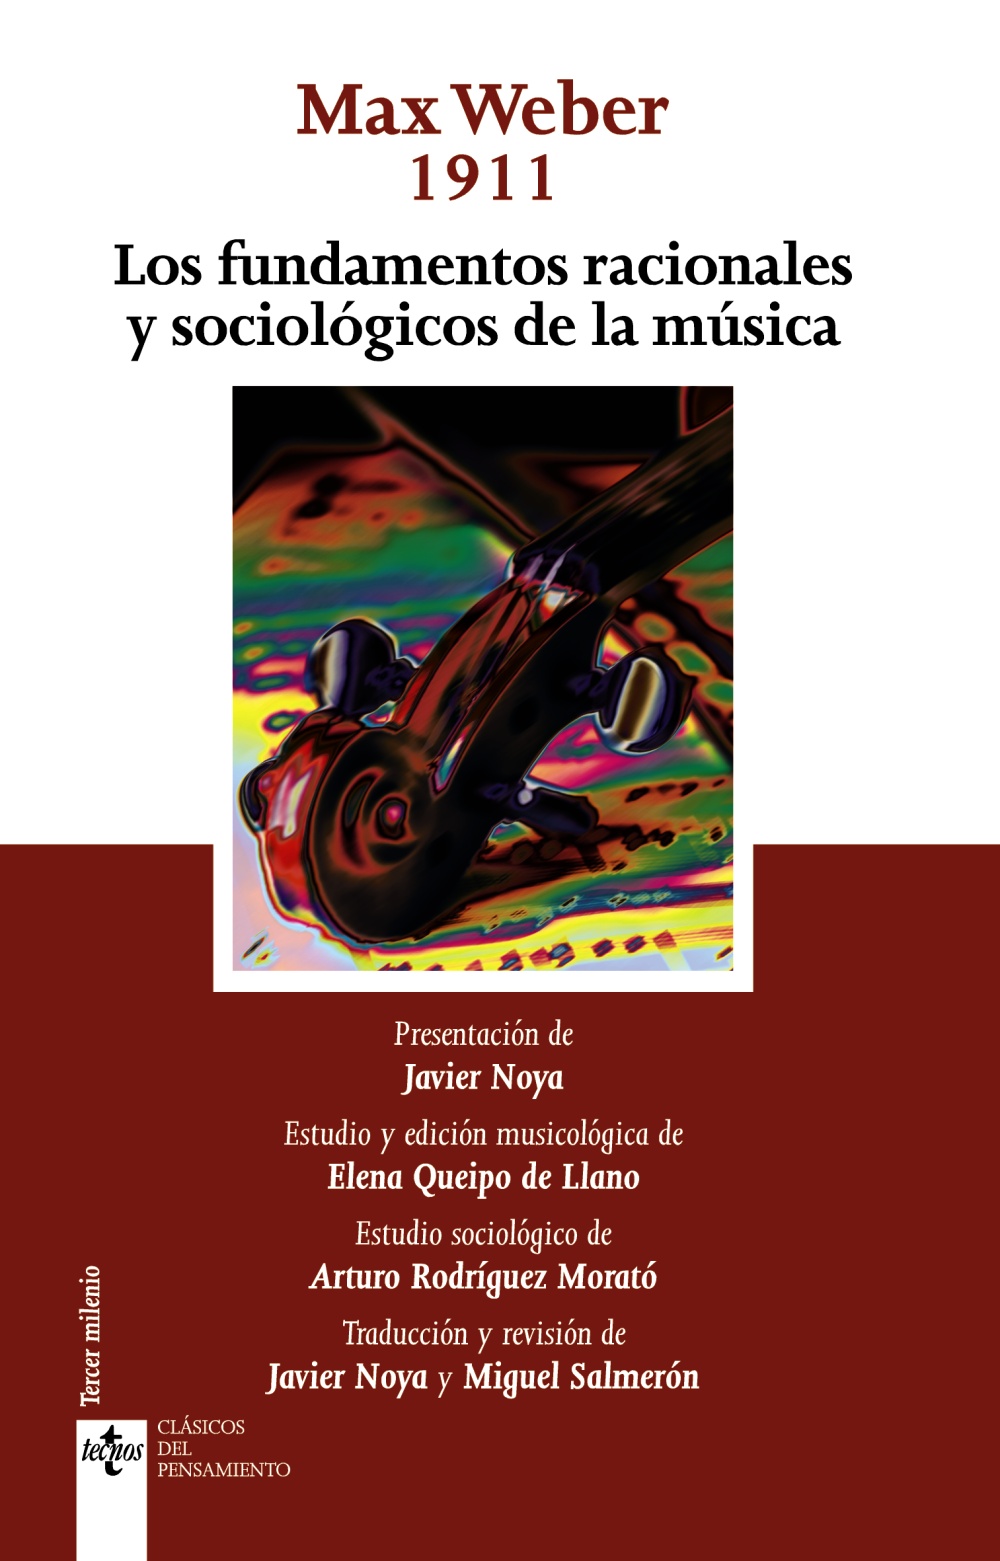 Max Weber
1911
Los fundamentos racionales
y sociológicos de la música
Presentación de
Javier Noya
Estudio y edición musicológica de
Elena Queipo de Llano
Estudio sociológico de
Arturo Rodríguez Morató
Traducción y revisión de
Javier Noya y Miguel Salmerón
Tercer milenio
tecnos
CLÁSICOS
DEL
PENSAMIENTO